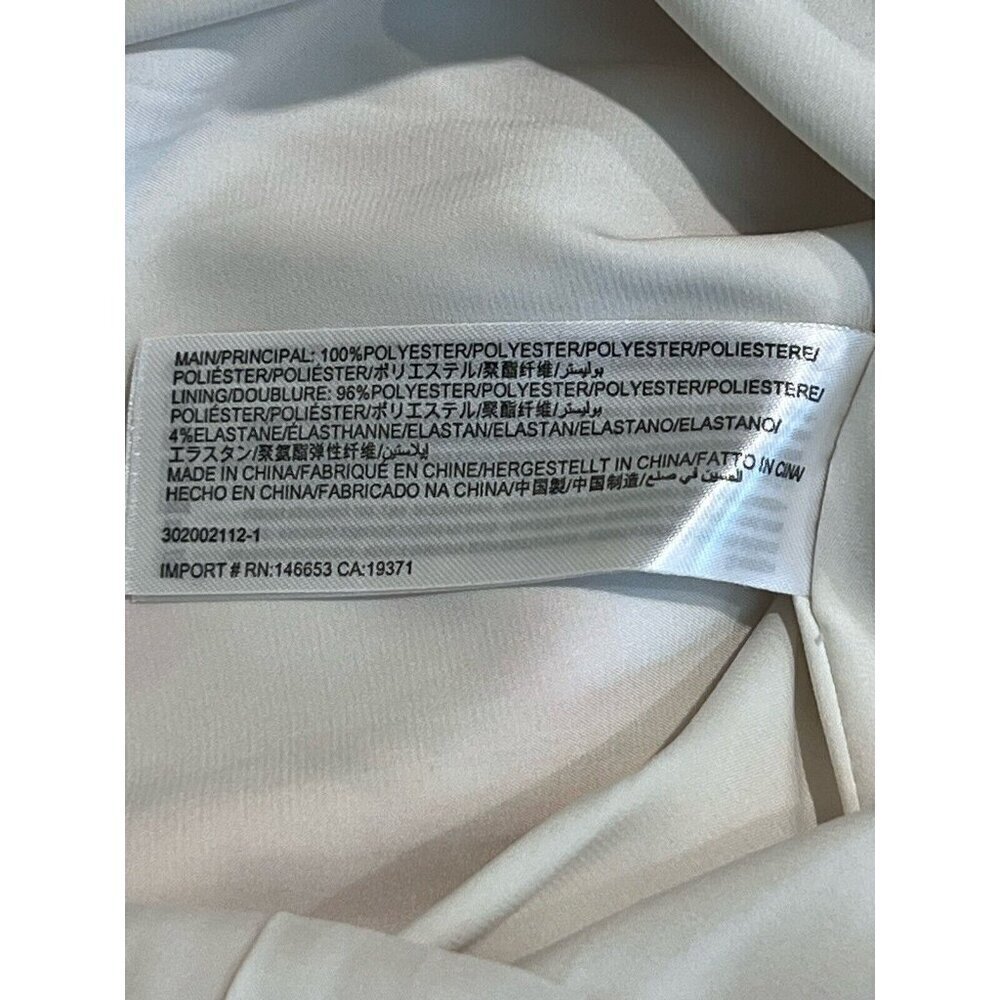 MAIN/PRINCIPAL: 100%POLYESTER/POLYESTER/POLYESTER/POLIESTERE/
POLIÉSTER/POLIÉSTER/ポリエステル/聚酯纤维/بوليستر/
LINING/DOUBLURE: 96%POLYESTER/POLYESTER/POLYESTER/POLIESTERE/
POLIÉSTER/POLIÉSTER/ポリエステル/聚酯纤维/بوليستر/
4%ELASTANE/ÉLASTHANNE/ELASTAN/ELASTAN/ELASTANO/ELASTANO/
エラスタン/聚氨酯弹性纤维/إيلاستين/
MADE IN CHINA/FABRIQUÉ EN CHINE/HERGESTELLT IN CHINA/FATTO IN CINA/
HECHO EN CHINA/FABRICADO NA CHINA/中国製/中国制造/الصين في صنع/
302002112-1
IMPORT # RN:146653 CA:19371